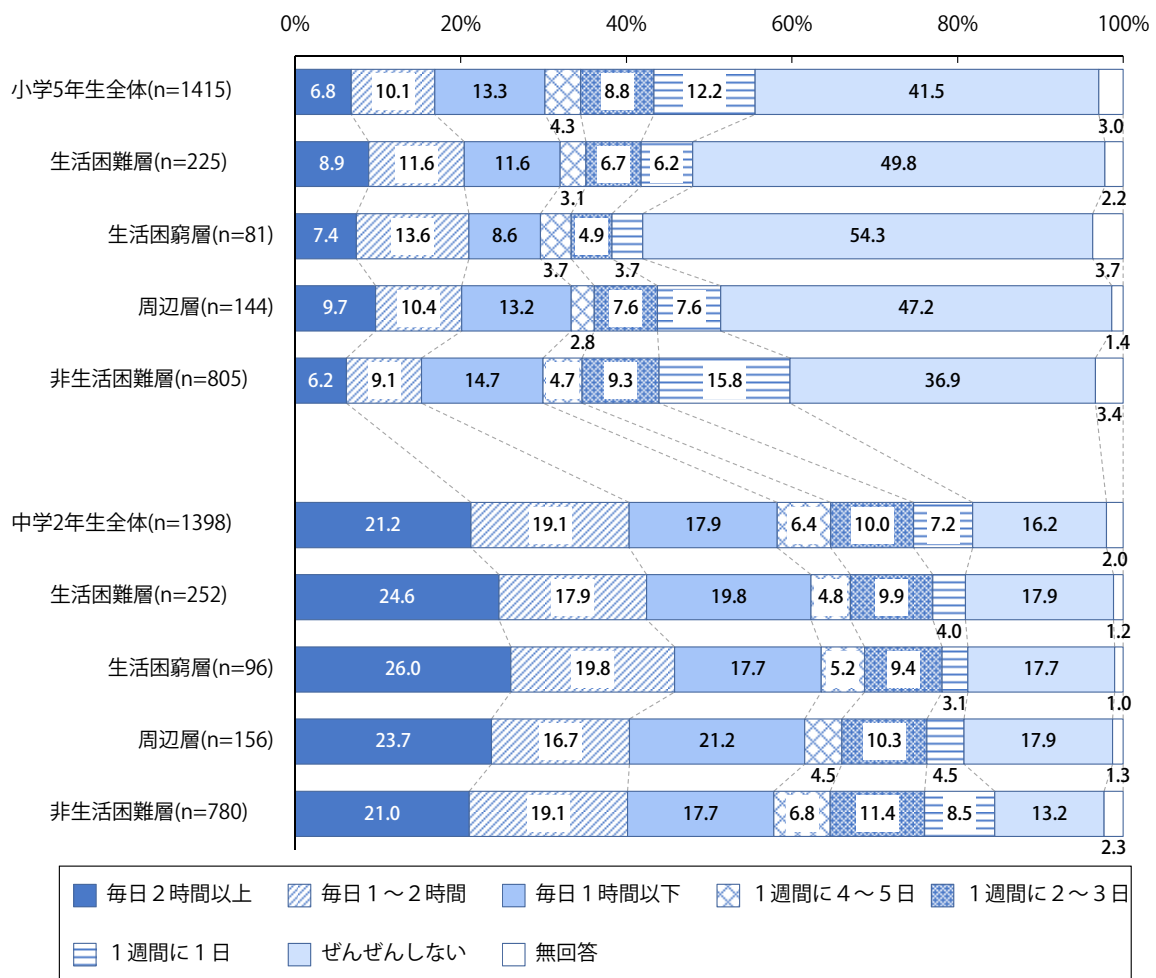 0% 20% 40% 60% 80% 100%
小学5年生全体(n=1415) 6.8 10.1 13.3 8.8 12.2 41.5
4.3 3.0
生活困難層(n=225) 8.9 11.6 11.6 6.7 6.2 49.8
3.1 2.2
生活困窮層(n=81) 7.4 13.6 8.6 4.9 54.3
3.7 3.7 3.7
周辺層(n=144) 9.7 10.4 13.2 7.6 7.6 47.2
2.8 1.4
非生活困難層(n=805) 6.2 9.1 14.7 4.7 9.3 15.8 36.9
3.4
中学2年生全体(n=1398) 21.2 19.1 17.9 6.4 10.0 7.2 16.2
2.0
生活困難層(n=252) 24.6 17.9 19.8 4.8 9.9 17.9
4.0 1.2
生活困窮層(n=96) 26.0 19.8 17.7 5.2 9.4 17.7
3.1 1.0
周辺層(n=156) 23.7 16.7 21.2 10.3 17.9
4.5 4.5 1.3
非生活困難層(n=780) 21.0 19.1 17.7 6.8 11.4 8.5 13.2
2.3
毎日２時間以上 毎日１～２時間 毎日１時間以下 １週間に４～５日 １週間に２～３日
１週間に１日 ぜんぜんしない 無回答